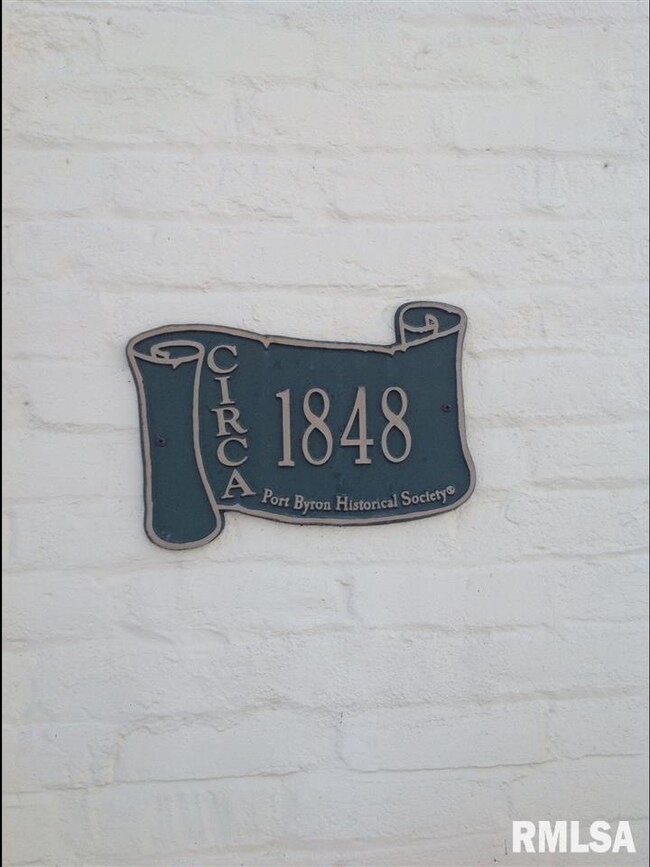 CIRCA
1848
Port Byron Historical Society®
RMLSA